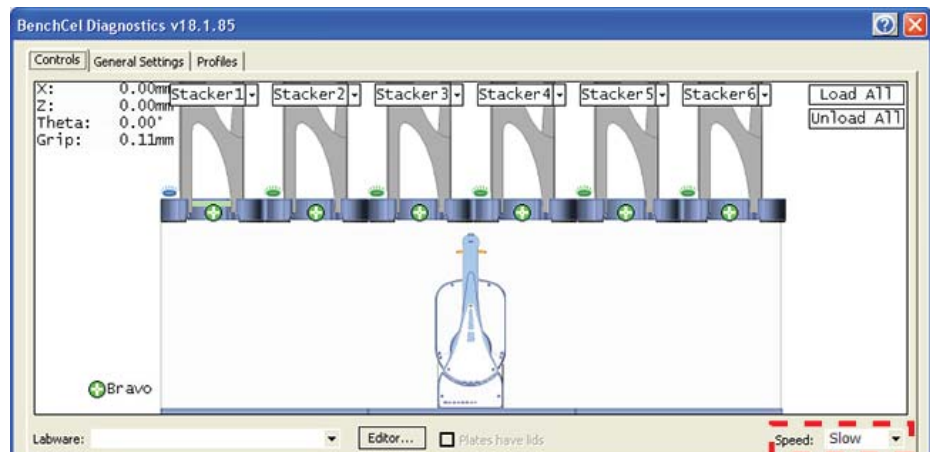 BenchCel Diagnostics v18.1.85
Controls General Settings Profiles
X: 0.00mm
Z: 0.00mm
Theta: 0.00°
Grip: 0.11mm
Stacker1 Stacker2 Stacker3 Stacker4 Stacker5 Stacker6
Load All
Unload All
Bravo
Labware: Editor... Plates have lids Speed: Slow